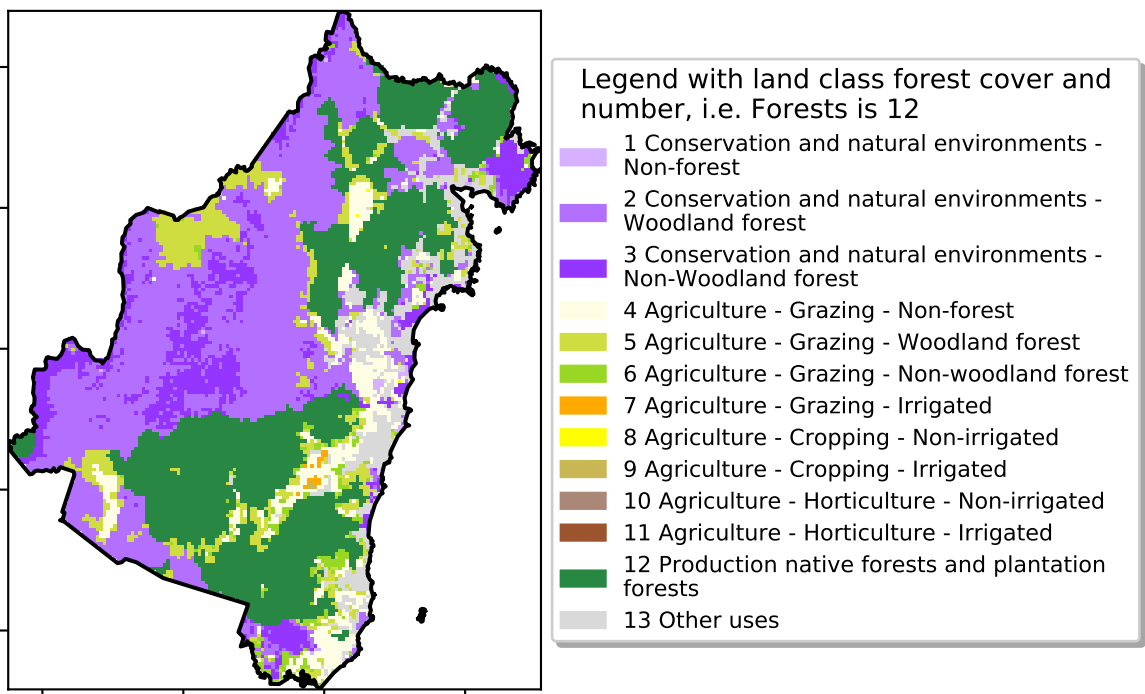 Legend with land class forest cover and
number, i.e. Forests is 12
1 Conservation and natural environments -
Non-forest
2 Conservation and natural environments -
Woodland forest
3 Conservation and natural environments -
Non-Woodland forest
4 Agriculture - Grazing - Non-forest
5 Agriculture - Grazing - Woodland forest
6 Agriculture - Grazing - Non-woodland forest
7 Agriculture - Grazing - Irrigated
8 Agriculture - Cropping - Non-irrigated
9 Agriculture - Cropping - Irrigated
10 Agriculture - Horticulture - Non-irrigated
11 Agriculture - Horticulture - Irrigated
12 Production native forests and plantation
forests
13 Other uses